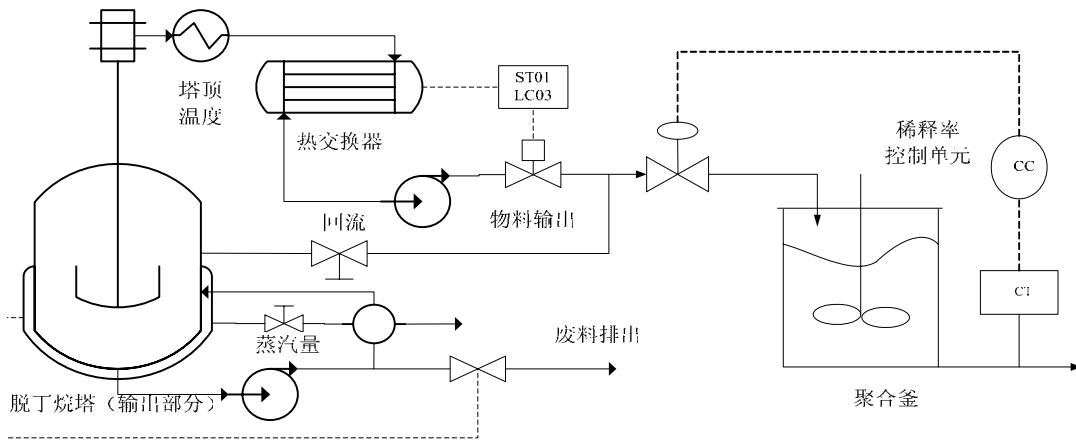 塔顶
温度
热交换器
ST01
LC03
稀释率
控制单元
CC
物料输出
回流
CT
蒸汽量
废料排出
脱丁烷塔（输出部分）
聚合釜